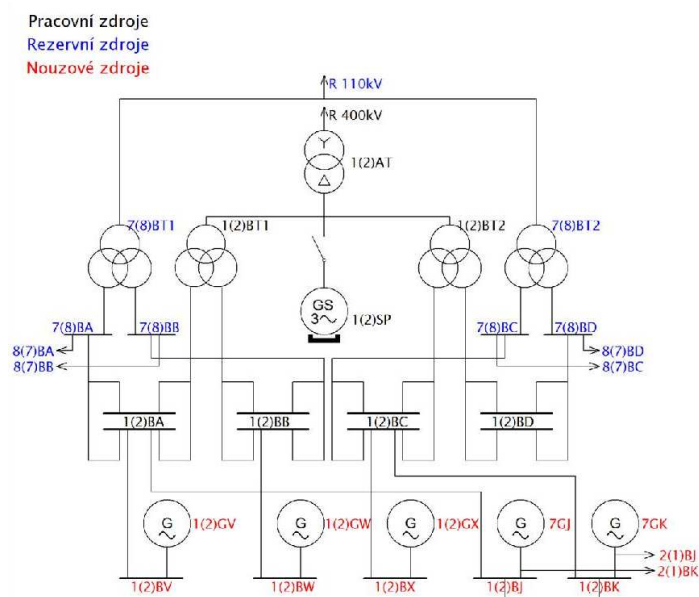 Pracovní zdroje
Rezervní zdroje
Nouzové zdroje
R 110kV
R 400kV
1(2)AT
7(8)BT1
1(2)BT1
1(2)BT2
7(8)BT2
GS
3
1(2)SP
7(8)BA
7(8)BB
7(8)BC
7(8)BD
8(7)BA
8(7)BB
8(7)BD
8(7)BC
1(2)BA
1(2)BB
1(2)BC
1(2)BD
G
1(2)GV
G
1(2)GW
G
1(2)GX
G
7GJ
G
7GK
2(1)BJ
2(1)BK
1(2)BV
1(2)BW
1(2)BX
1(2)BJ
1(2)BK